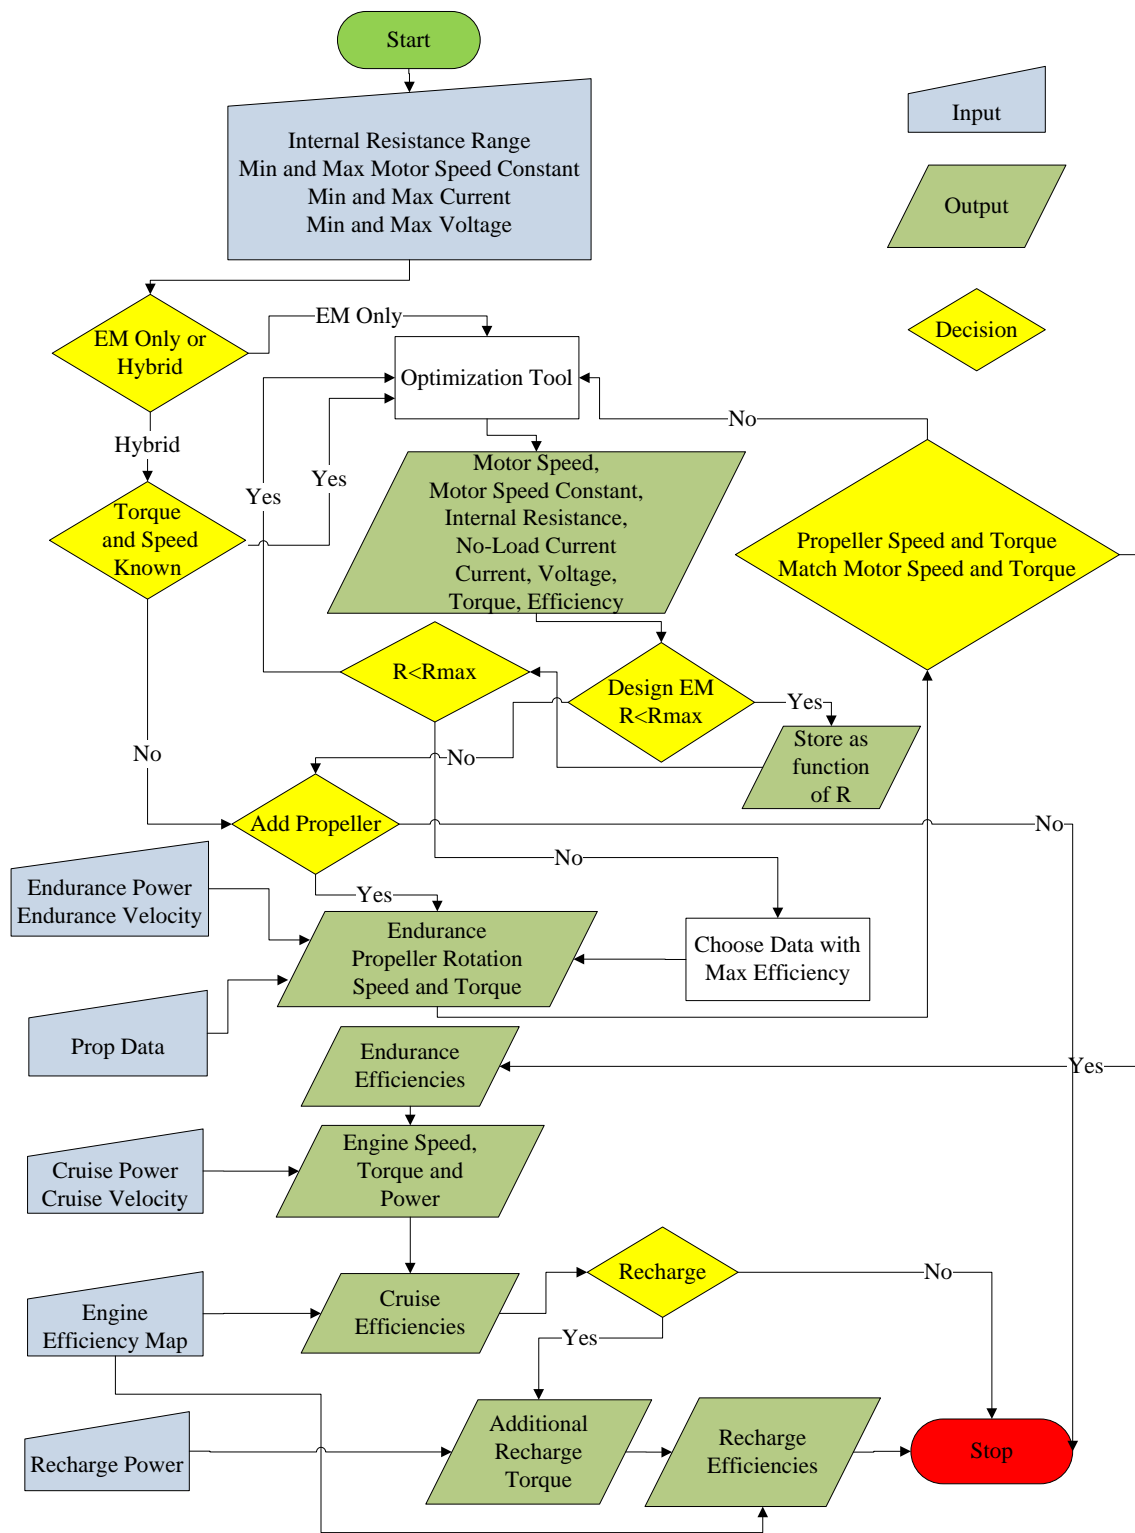 Start
Input
Internal Resistance Range
Min and Max Motor Speed Constant
Min and Max Current
Min and Max Voltage
Output
EM Only or
Hybrid
EM Only
Decision
Optimization Tool
No
Hybrid
Yes
Yes
Torque
and Speed
Known
Motor Speed,
Motor Speed Constant,
Internal Resistance,
No-Load Current
Current, Voltage,
Torque, Efficiency
Propeller Speed and Torque
Match Motor Speed and Torque
R<Rmax
Design EM
R<Rmax
Yes
Store as
function
of R
No
No
Add Propeller
No
No
Endurance Power
Endurance Velocity
Yes
Endurance
Propeller Rotation
Speed and Torque
Choose Data with
Max Efficiency
Prop Data
Endurance
Efficiencies
Yes
Cruise Power
Cruise Velocity
Engine Speed,
Torque and
Power
Engine
Efficiency Map
Cruise
Efficiencies
Recharge
No
Yes
Recharge Power
Additional
Recharge
Torque
Recharge
Efficiencies
Stop